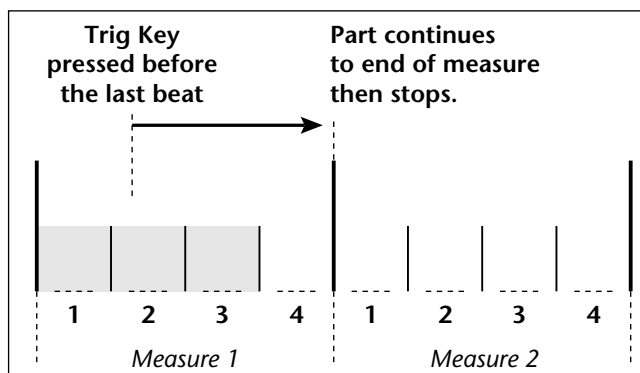 Trig Key
pressed before
the last beat
Part continues
to end of measure
then stops.
1 2 3 4 1 2 3 4
Measure 1 Measure 2